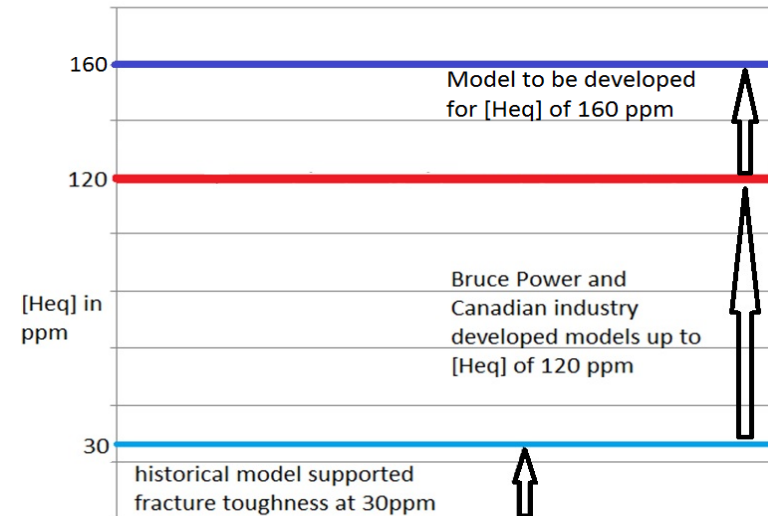 160
Model to be developed
for [Heq] of 160 ppm
120
Bruce Power and
Canadian industry
developed models up to
[Heq] of 120 ppm
[Heq] in
ppm
30
historical model supported
fracture toughness at 30ppm